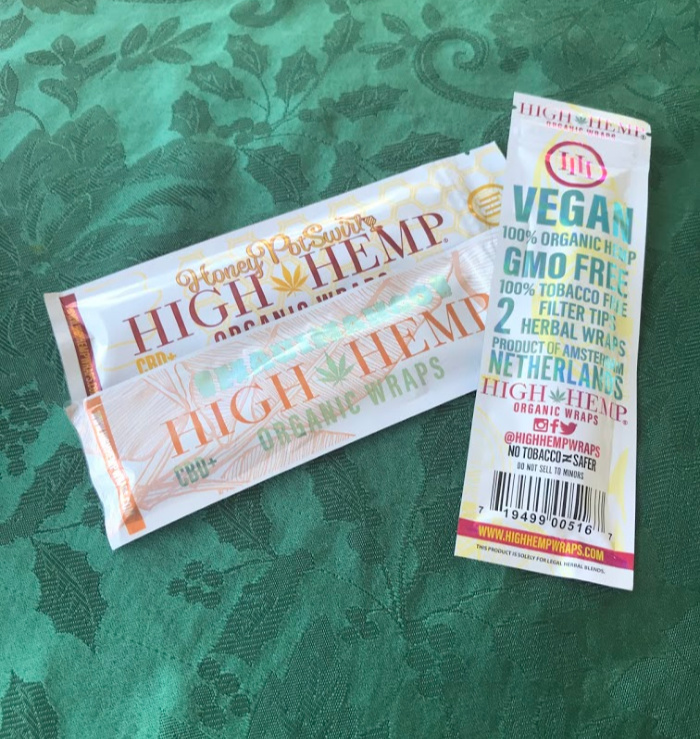 Honey Pot Swirl
HIGH HEMP®
ORGANIC WRAPS
CBD+
HIGH HEMP
ORGANIC WRAPS
CBD+
HIGH HEMP®
ORGANIC WRAPS
HH
VEGAN
100% ORGANIC HEMP
GMO FREE
100% TOBACCO FREE
2 FILTER TIPS
HERBAL WRAPS
PRODUCT OF AMSTERDAM
NETHERLANDS
HIGH HEMP®
ORGANIC WRAPS
@HIGHHEMPWRAPS
NO TOBACCO ≠ SAFER
DO NOT SELL TO MINORS
7 19499 00516 7
WWW.HIGHHEMPWRAPS.COM
THIS PRODUCT IS SOLELY FOR LEGAL HERBAL BLENDS.